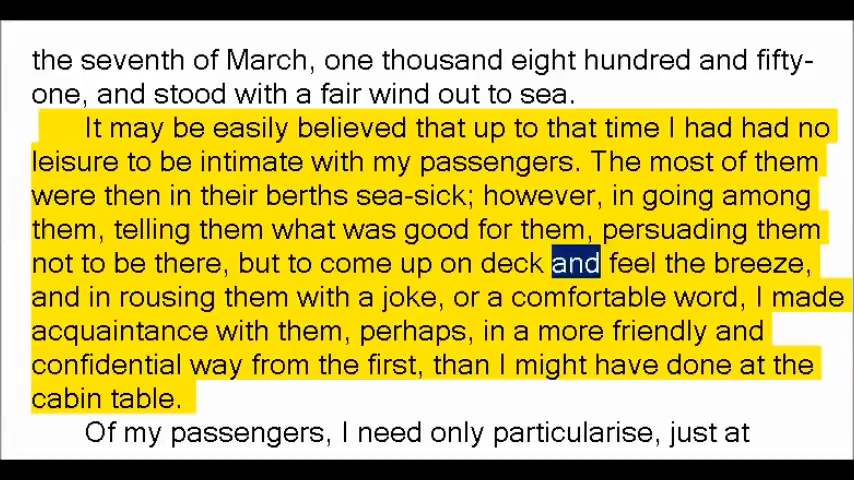 the seventh of March, one thousand eight hundred and fifty-
one, and stood with a fair wind out to sea.
It may be easily believed that up to that time I had had no
leisure to be intimate with my passengers. The most of them
were then in their berths sea-sick; however, in going among
them, telling them what was good for them, persuading them
not to be there, but to come up on deck and feel the breeze,
and in rousing them with a joke, or a comfortable word, I made
acquaintance with them, perhaps, in a more friendly and
confidential way from the first, than I might have done at the
cabin table.
Of my passengers, I need only particularise, just at